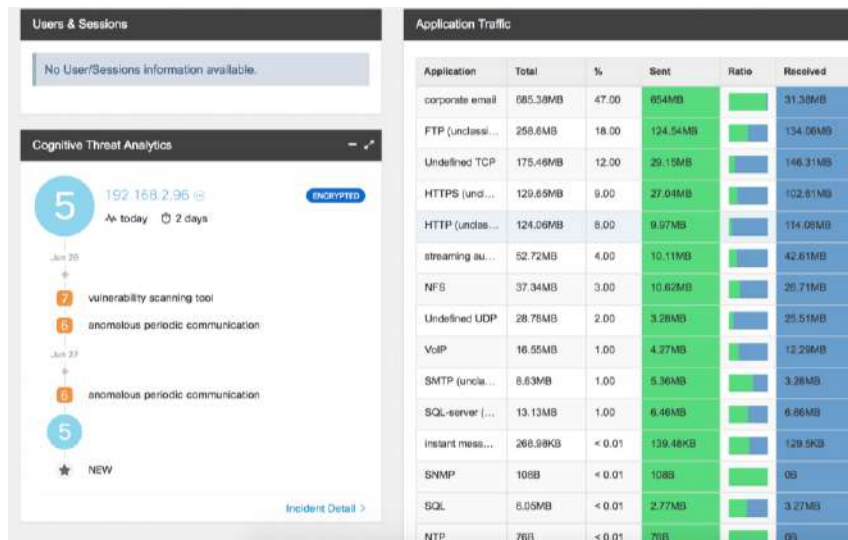 Users & Sessions
No User/Sessions information available.
Cognitive Threat Analytics
5 192.168.2.96 ENCRYPTED
today 2 days
Jun 28
7 vulnerability scanning tool
6 anomalous periodic communication
Jun 27
6 anomalous periodic communication
5
NEW
Incident Detail >
Application Traffic
Application Total % Sent Ratio Received
corporate email 685.38MB 47.00 654MB 31.38MB
FTP (unclassi... 258.6MB 18.00 124.54MB 134.06MB
Undefined TCP 175.46MB 12.00 29.15MB 146.31MB
HTTPS (uncl... 129.65MB 9.00 27.04MB 102.61MB
HTTP (unclas... 124.06MB 8.00 9.97MB 114.08MB
streaming au... 52.72MB 4.00 10.11MB 42.61MB
NFS 37.34MB 3.00 10.62MB 26.71MB
Undefined UDP 28.78MB 2.00 3.28MB 25.51MB
VoIP 16.55MB 1.00 4.27MB 12.29MB
SMTP (uncla... 8.63MB 1.00 5.36MB 3.28MB
SQL-server (... 13.13MB 1.00 6.46MB 6.66MB
instant mess... 268.98KB < 0.01 139.48KB 129.5KB
SNMP 108B < 0.01 108B 0B
SQL 6.05MB < 0.01 2.77MB 3.27MB
NTP 76B < 0.01 76B 0B